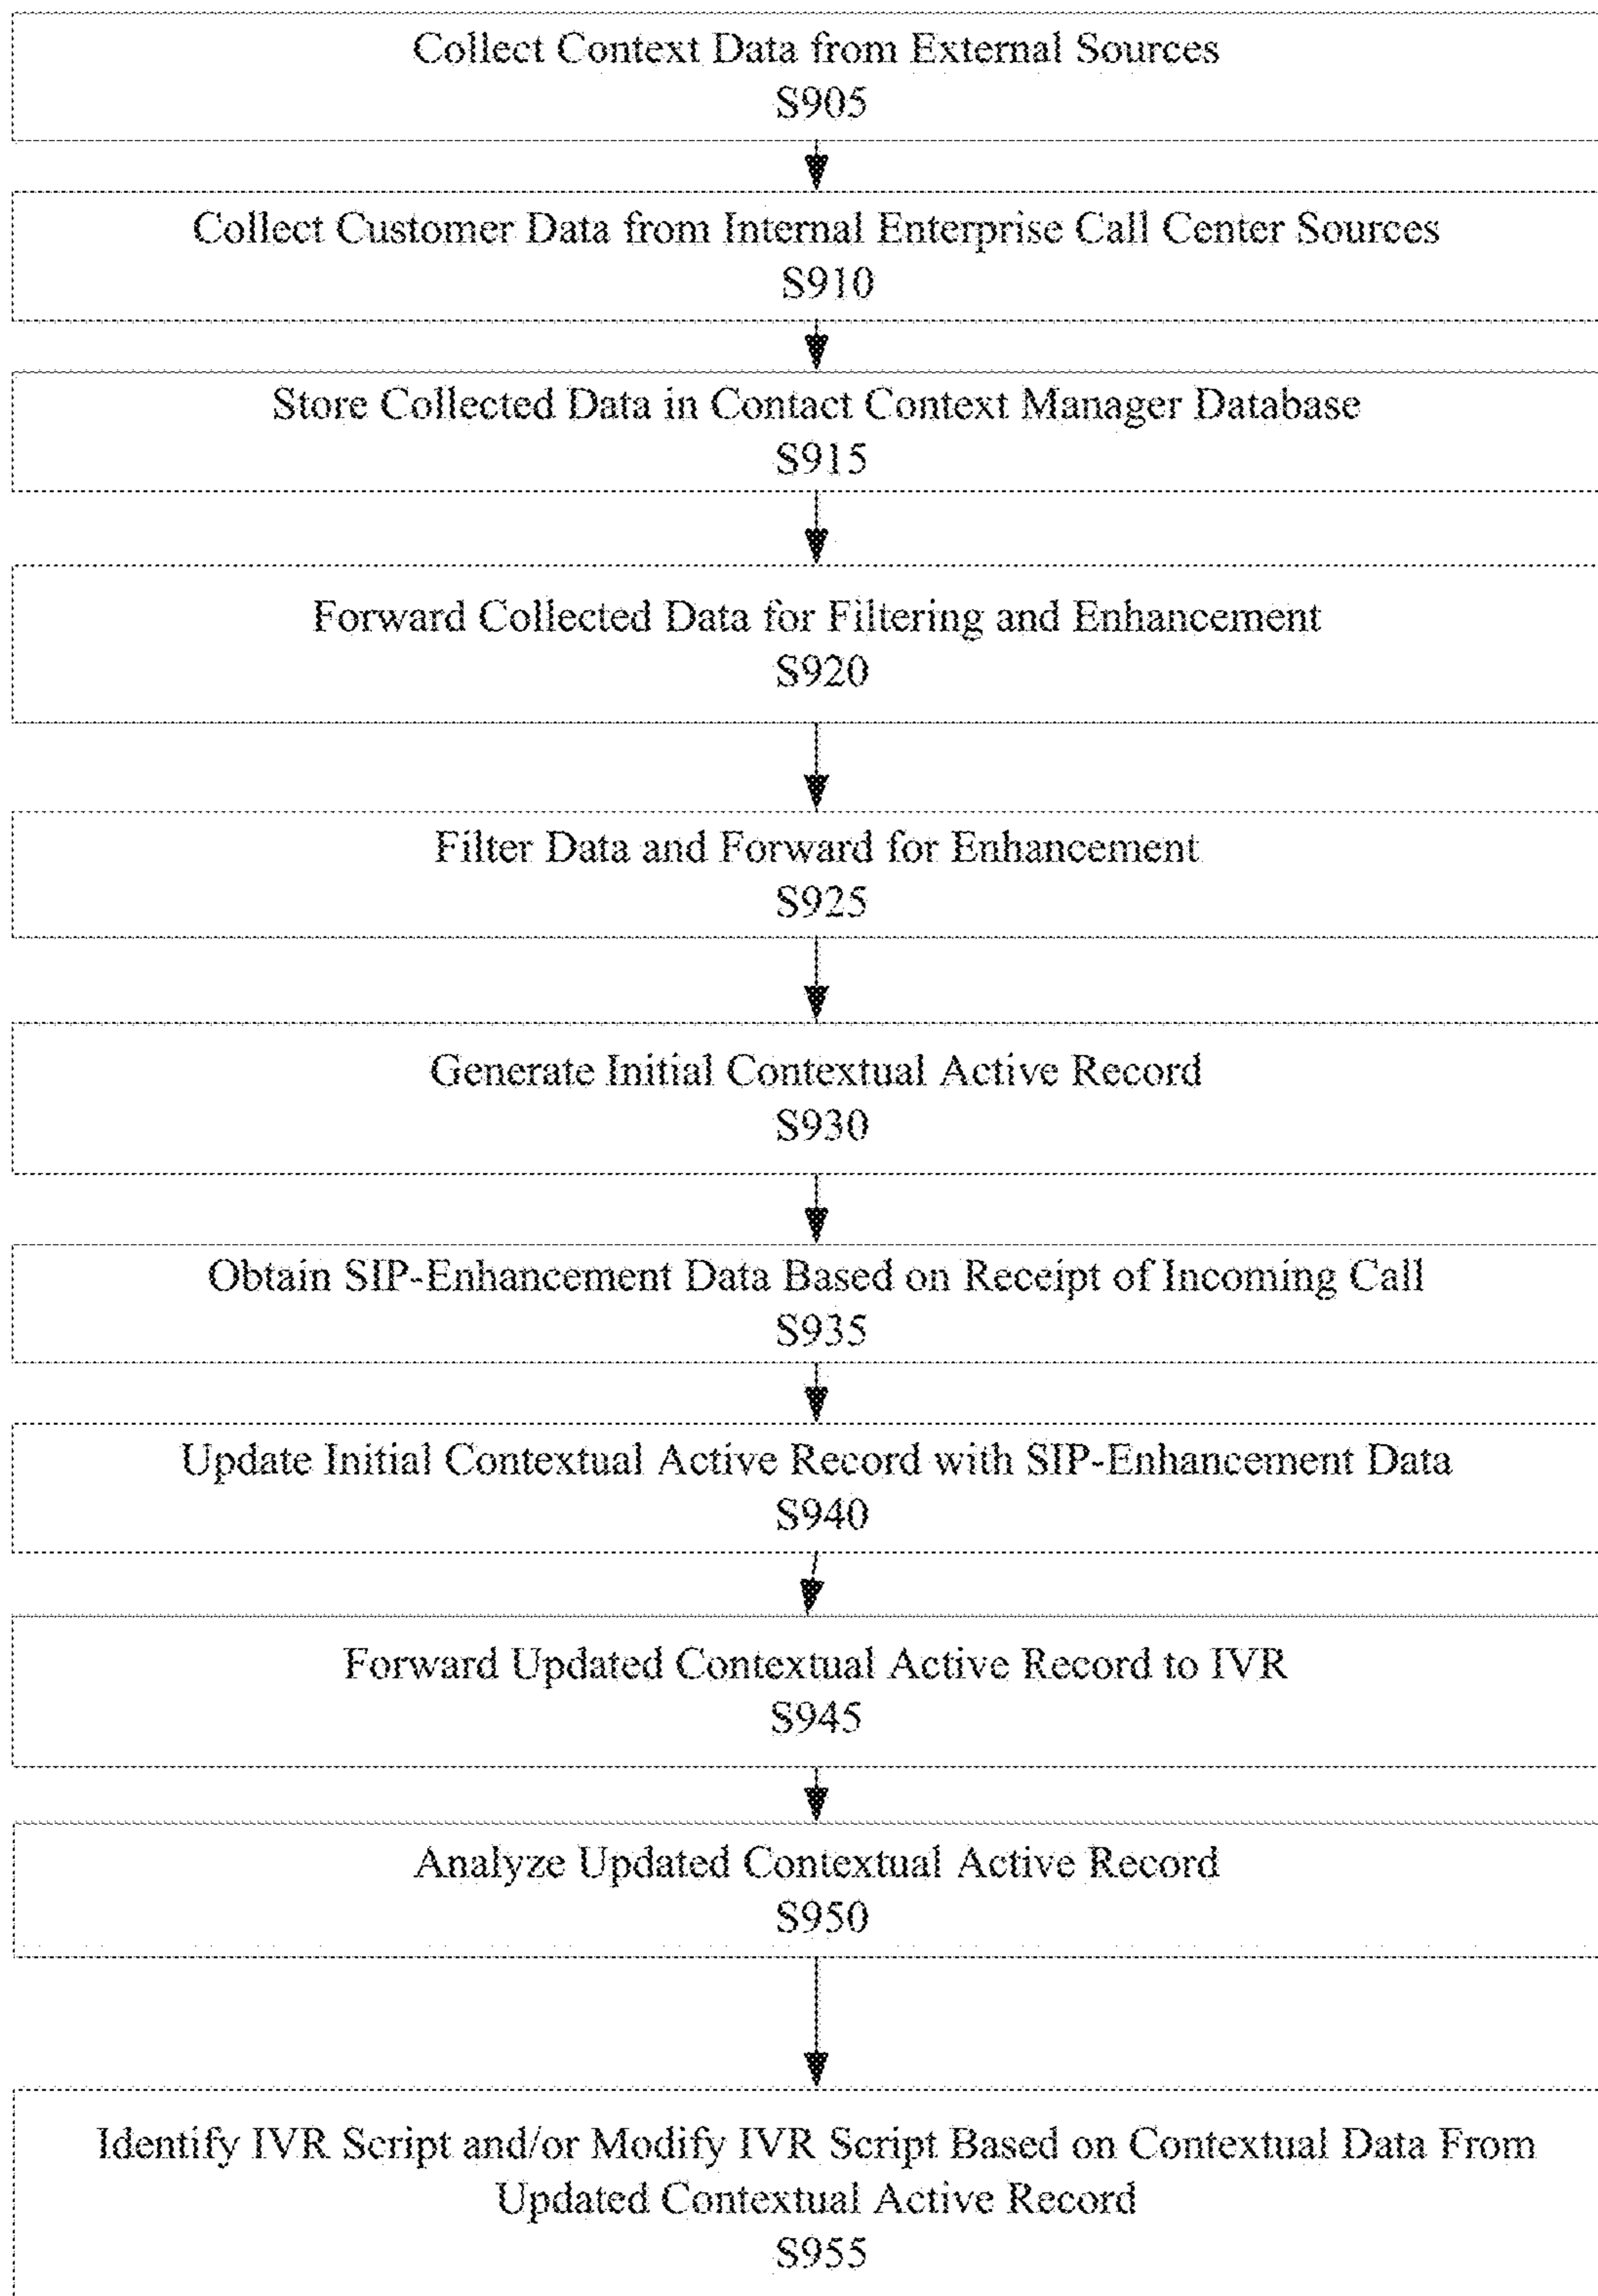 Collect Context Data from External Sources
S905
Collect Customer Data from Internal Enterprise Call Center Sources
S910
Store Collected Data in Contact Context Manager Database
S915
Forward Collected Data for Filtering and Enhancement
S920
Filter Data and Forward for Enhancement
S925
Generate Initial Contextual Active Record
S930
Obtain SIP-Enhancement Data Based on Receipt of Incoming Call
S935
Update Initial Contextual Active Record with SIP-Enhancement Data
S940
Forward Updated Contextual Active Record to IVR
S945
Analyze Updated Contextual Active Record
S950
Identify IVR Script and/or Modify IVR Script Based on Contextual Data From
Updated Contextual Active Record
S955